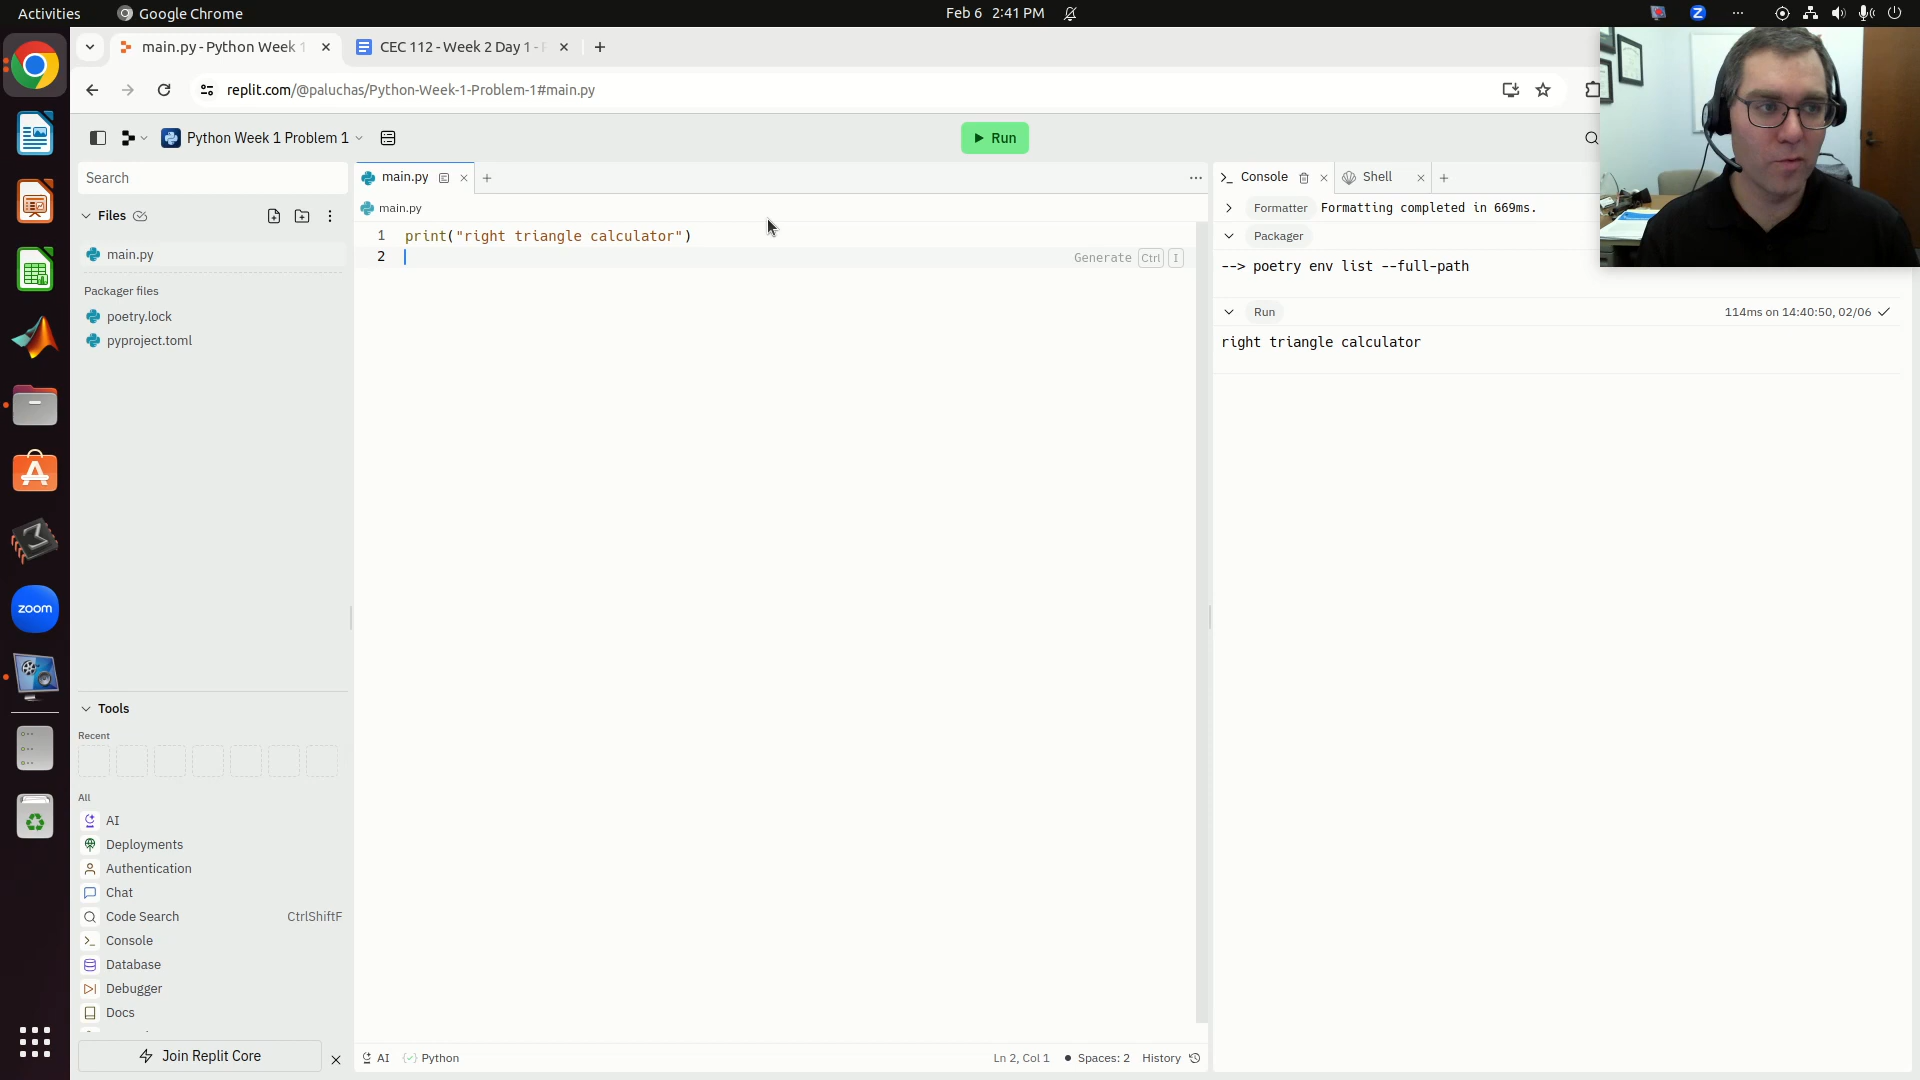 Activities
Google Chrome
Feb 6 2:41 PM
Z
main.py - Python Week 1
CEC 112 - Week 2 Day 1 -
replit.com/@paluchas/Python-Week-1-Problem-1#main.py
Python Week 1 Problem 1
Run
Search
Files
main.py
Packager files
poetry.lock
pyproject.toml
main.py
main.py
1 print("right triangle calculator")
2
Generate Ctrl I
Console
Shell
Formatter Formatting completed in 669ms.
Packager
--> poetry env list --full-path
Run
114ms on 14:40:50, 02/06
right triangle calculator
zoom
Tools
Recent
All
AI
Deployments
Authentication
Chat
Code Search CtrlShiftF
Console
Database
Debugger
Docs
Join Replit Core
AI
Python
Ln 2, Col 1
Spaces: 2
History